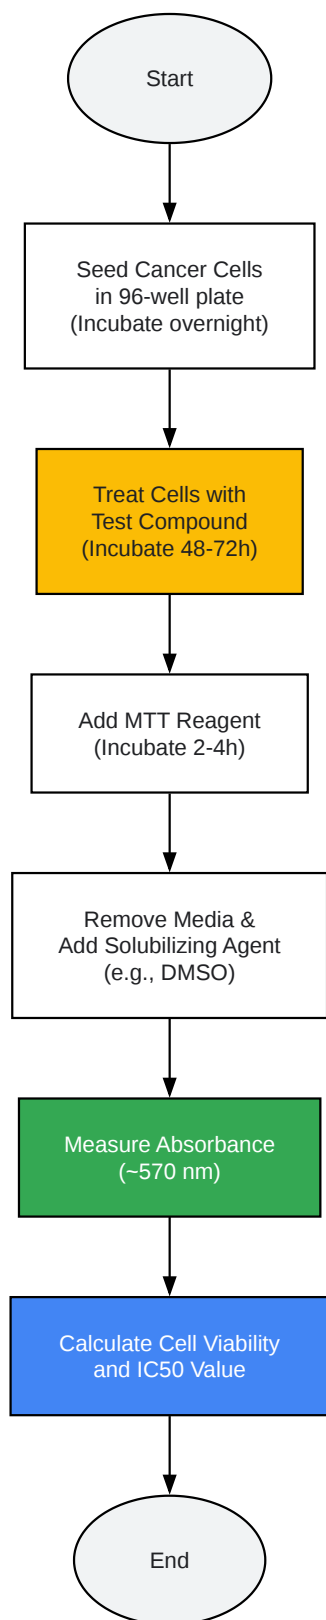 Start
Seed Cancer Cells
in 96-well plate
(Incubate overnight)
Treat Cells with
Test Compound
(Incubate 48-72h)
Add MTT Reagent
(Incubate 2-4h)
Remove Media &
Add Solubilizing Agent
(e.g., DMSO)
Measure Absorbance
(~570 nm)
Calculate Cell Viability
and IC50 Value
End